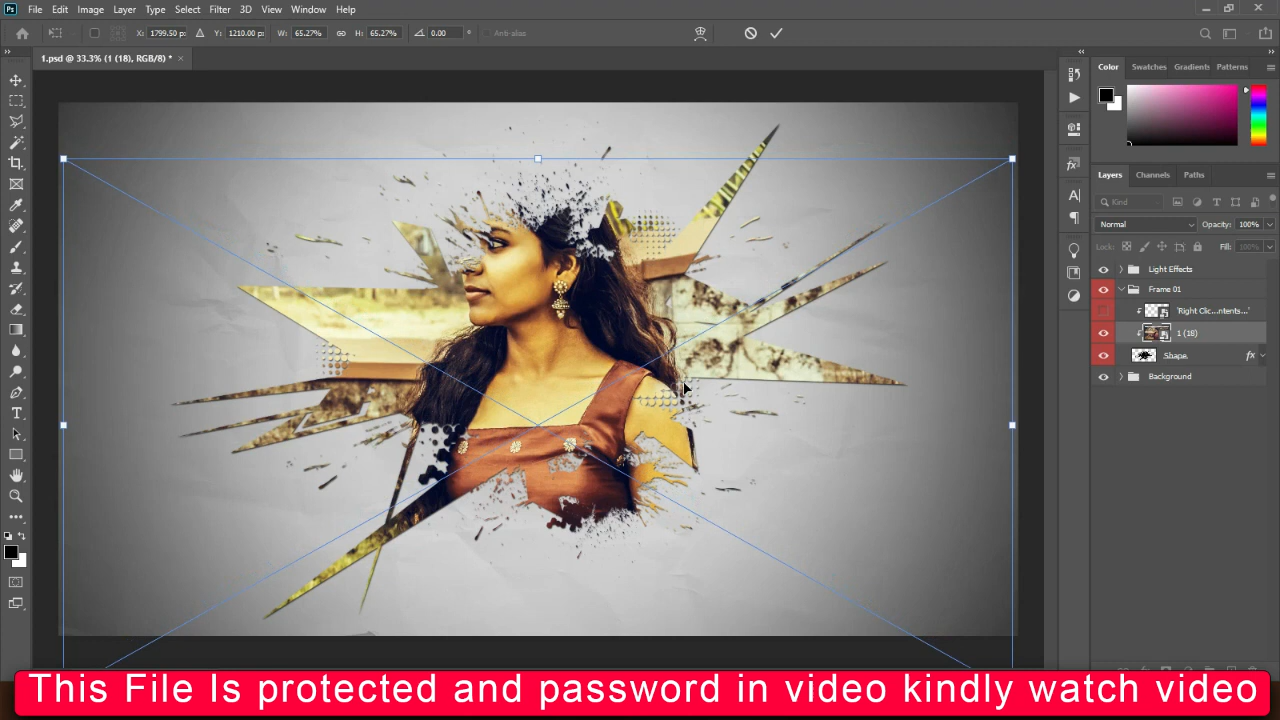 Ps File Edit Image Layer Type Select Filter 3D View Window Help
X: 1799.50 p: Y: 1210.00 p: W: 65.27% H: 65.27% 0.00 ° Anti-alias
1.psd @ 33.3% (1 (18), RGB/8) * ×
Color Swatches Gradients Patterns
Layers Channels Paths
Kind
Normal Opacity: 100%
Lock: Fill: 100%
Light Effects
Frame 01
'Right Clic...ntents...'
1 (18)
Shape. fx
Background
This File Is protected and password in video kindly watch video